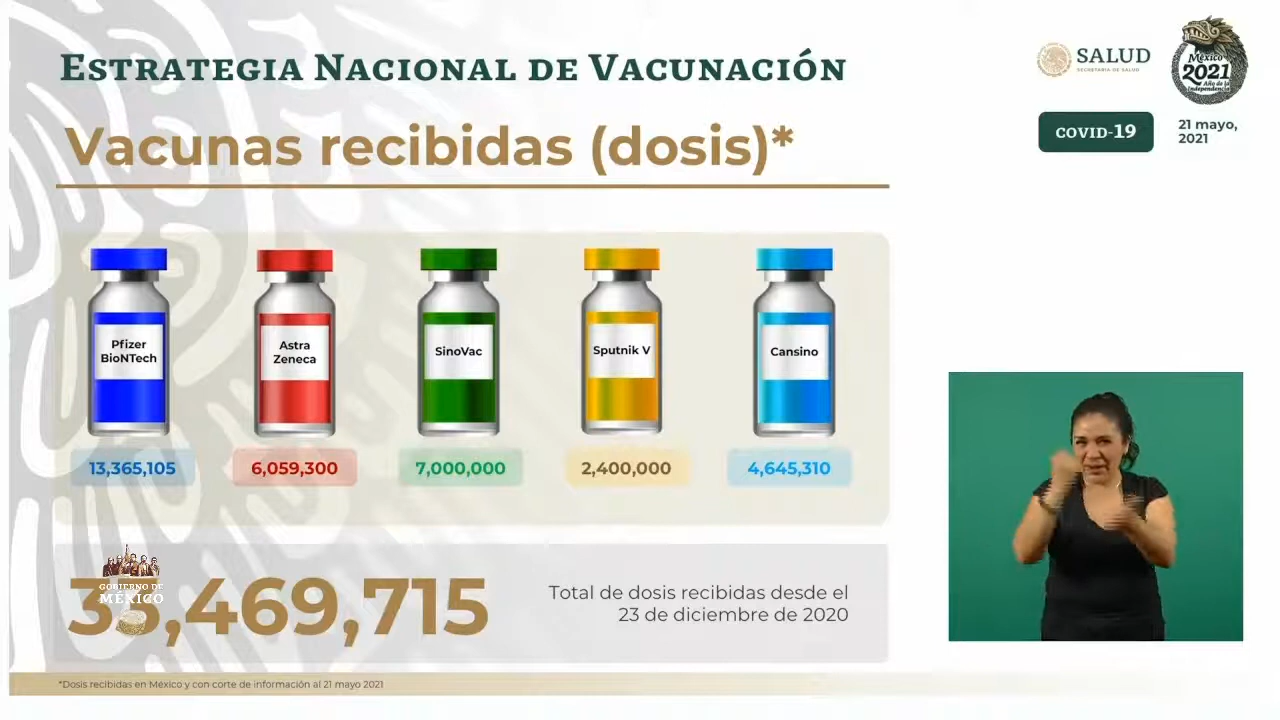 ESTRATEGIA NACIONAL DE VACUNACIÓN
Vacunas recibidas (dosis)*
SALUD
SECRETARÍA DE SALUD
México
2021
Año de la
Independencia
COVID-19
21 mayo,
2021
Pfizer
BioNTech
Astra
Zeneca
SinoVac
Sputnik V
Cansino
13,365,105
6,059,300
7,000,000
2,400,000
4,645,310
33,469,715
GOBIERNO DE
MÉXICO
Total de dosis recibidas desde el
23 de diciembre de 2020
*Dosis recibidas en México y con corte de información al 21 mayo 2021